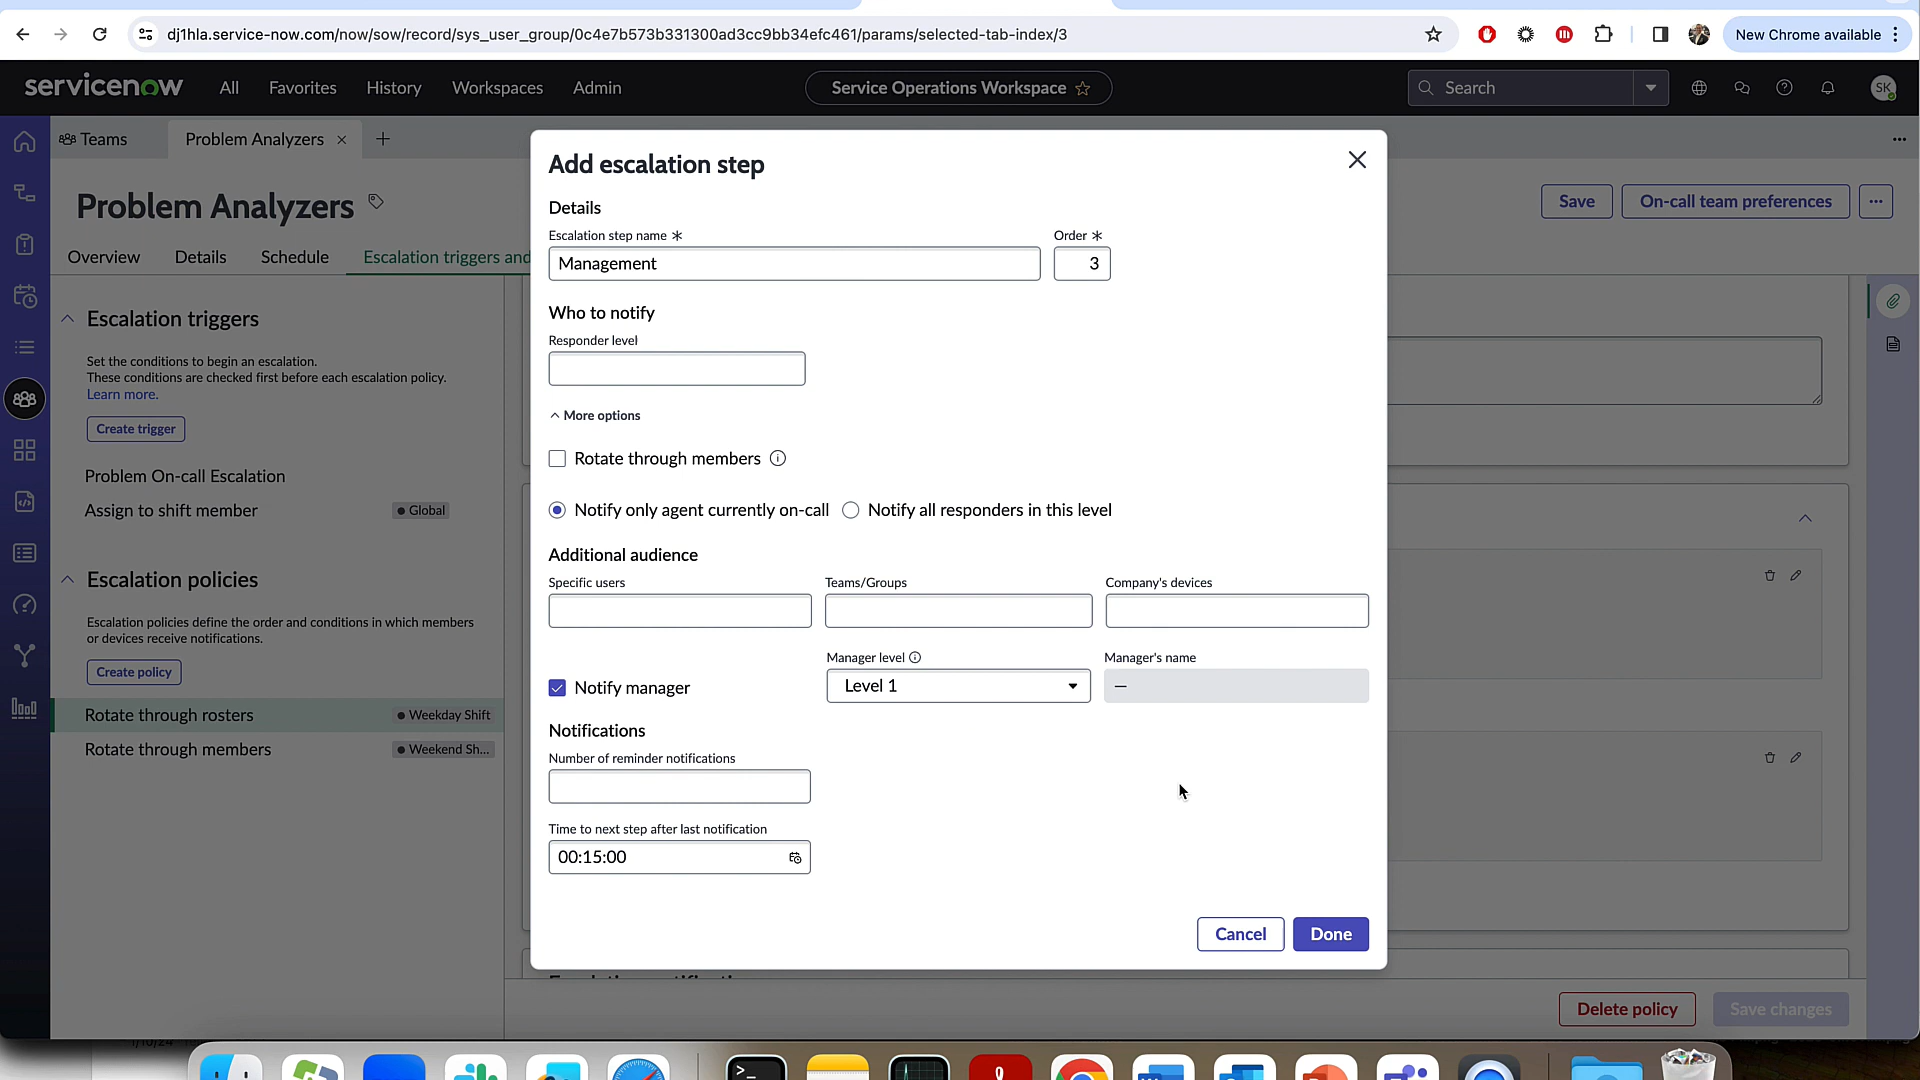 dj1hla.service-now.com/now/sow/record/sys_user_group/0c4e7b573b331300ad3cc9bb34efc461/params/selected-tab-index/3
New Chrome available
servicenow
All
Favorites
History
Workspaces
Admin
Service Operations Workspace
Search
SK
Teams
Problem Analyzers
Problem Analyzers
Save
On-call team preferences
Overview
Details
Schedule
Escalation triggers and
Escalation triggers
Set the conditions to begin an escalation.
These conditions are checked first before each escalation policy.
Learn more.
Create trigger
Problem On-call Escalation
Assign to shift member
Global
Escalation policies
Escalation policies define the order and conditions in which members
or devices receive notifications.
Create policy
Rotate through rosters
Weekday Shift
Rotate through members
Weekend Sh...
Add escalation step
Details
Escalation step name *
Order *
Management
3
Who to notify
Responder level
More options
Rotate through members
Notify only agent currently on-call
Notify all responders in this level
Additional audience
Specific users
Teams/Groups
Company's devices
Notify manager
Manager level
Level 1
Manager's name
—
Notifications
Number of reminder notifications
Time to next step after last notification
00:15:00
Cancel
Done
Delete policy
Save changes
1/10/24